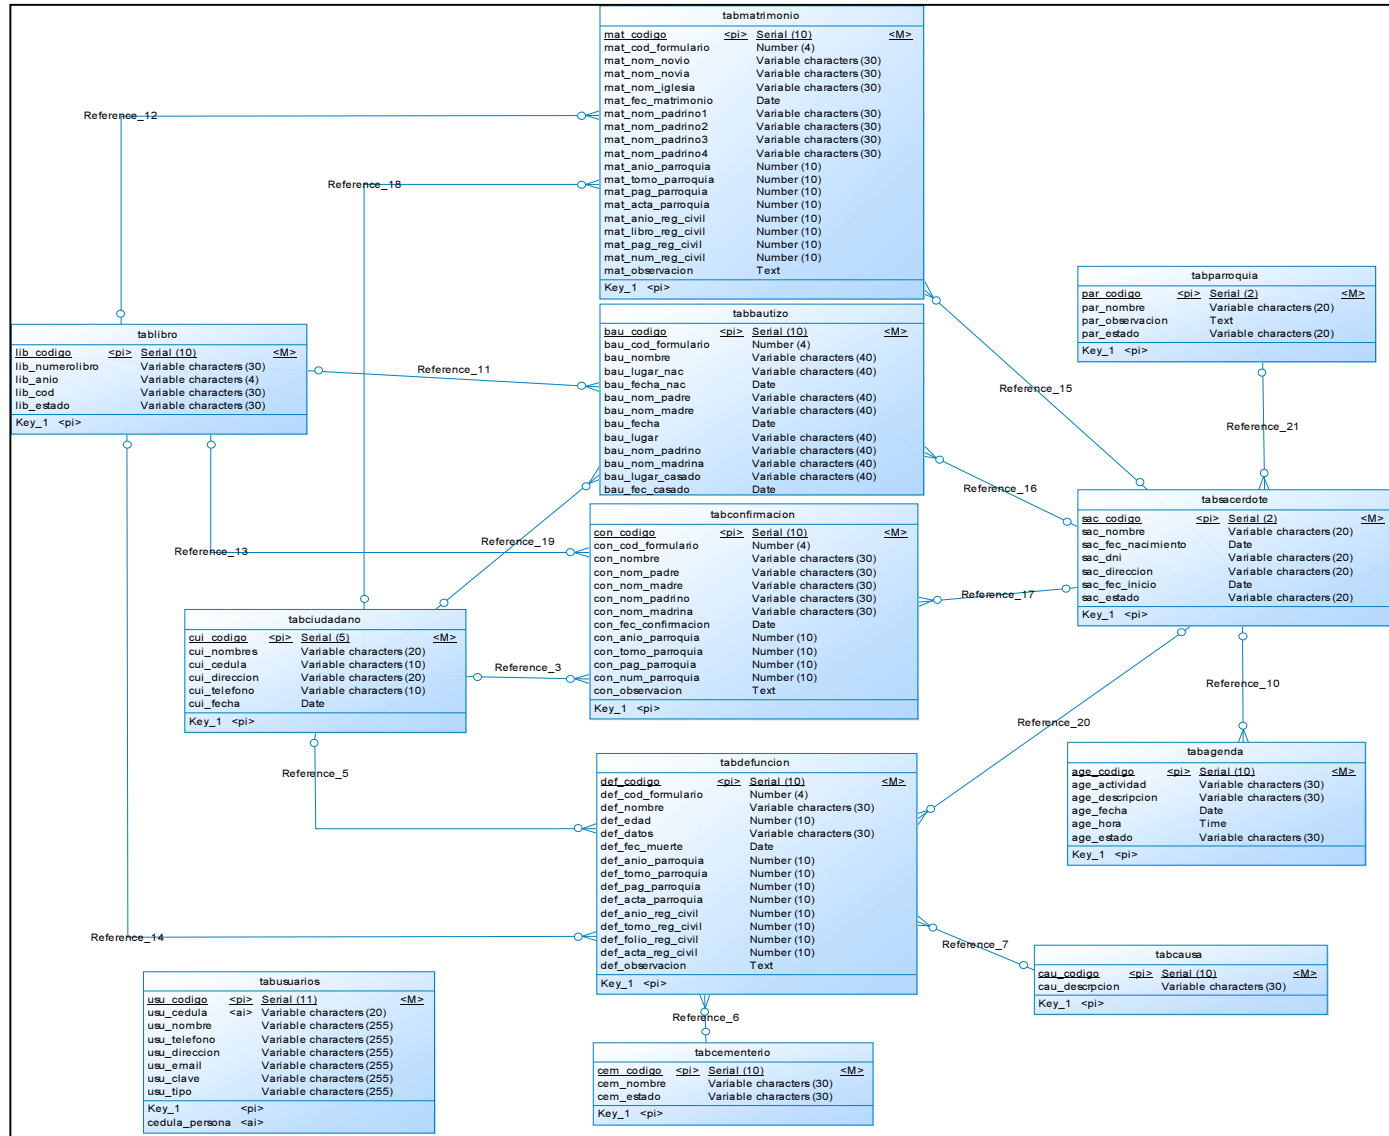 tabmatrimonio
mat_codigo <pi> Serial (10) <M>
mat_cod_formulario Number (4)
mat_nom_novio Variable characters (30)
mat_nom_novia Variable characters (30)
mat_nom_iglesia Variable characters (30)
mat_fec_matrimonio Date
mat_nom_padrino1 Variable characters (30)
mat_nom_padrino2 Variable characters (30)
mat_nom_padrino3 Variable characters (30)
mat_nom_padrino4 Variable characters (30)
mat_anio_parroquia Number (10)
mat_tomo_parroquia Number (10)
mat_pag_parroquia Number (10)
mat_acta_parroquia Number (10)
mat_anio_reg_civil Number (10)
mat_libro_reg_civil Number (10)
mat_pag_reg_civil Number (10)
mat_num_reg_civil Number (10)
mat_observacion Text
Key_1 <pi>
Reference_12
Reference_18
tabparroquia
par_codigo <pi> Serial (2) <M>
par_nombre Variable characters (20)
par_observacion Text
par_estado Variable characters (20)
Key_1 <pi>
tablibro
lib_codigo <pi> Serial (10) <M>
lib_numerolibro Variable characters (30)
lib_anio Variable characters (4)
lib_cod Variable characters (30)
lib_estado Variable characters (30)
Key_1 <pi>
Reference_11
tabbautizo
bau_codigo <pi> Serial (10) <M>
bau_cod_formulario Number (4)
bau_nombre Variable characters (40)
bau_lugar_nac Variable characters (40)
bau_fecha_nac Date
bau_nom_padre Variable characters (40)
bau_nom_madre Variable characters (40)
bau_fecha Date
bau_lugar Variable characters (40)
bau_nom_padrino Variable characters (40)
bau_nom_madrina Variable characters (40)
bau_lugar_casado Variable characters (40)
bau_fec_casado Date
Reference_15
Reference_21
Reference_16
tabsacerdote
sac_codigo <pi> Serial (2) <M>
sac_nombre Variable characters (20)
sac_fec_nacimiento Date
sac_dni Variable characters (20)
sac_direccion Variable characters (20)
sac_fec_inicio Date
sac_estado Variable characters (20)
Key_1 <pi>
Reference_13
Reference_19
tabconfirmacion
con_codigo <pi> Serial (10) <M>
con_cod_formulario Number (4)
con_nombre Variable characters (30)
con_nom_padre Variable characters (30)
con_nom_madre Variable characters (30)
con_nom_padrino Variable characters (30)
con_nom_madrina Variable characters (30)
con_fec_confirmacion Date
con_anio_parroquia Number (10)
con_tomo_parroquia Number (10)
con_pag_parroquia Number (10)
con_num_parroquia Number (10)
con_observacion Text
Key_1 <pi>
Reference_17
tabciudadano
cui_codigo <pi> Serial (5) <M>
cui_nombres Variable characters (20)
cui_cedula Variable characters (10)
cui_direccion Variable characters (20)
cui_telefono Variable characters (10)
cui_fecha Date
Key_1 <pi>
Reference_3
Reference_10
Reference_20
Reference_5
tabagenda
age_codigo <pi> Serial (10) <M>
age_actividad Variable characters (30)
age_descripcion Variable characters (30)
age_fecha Date
age_hora Time
age_estado Variable characters (30)
Key_1 <pi>
tabdefuncion
def_codigo <pi> Serial (10) <M>
def_cod_formulario Number (4)
def_nombre Variable characters (30)
def_edad Number (10)
def_datos Variable characters (30)
def_fec_muerte Date
def_anio_parroquia Number (10)
def_tomo_parroquia Number (10)
def_pag_parroquia Number (10)
def_acta_parroquia Number (10)
def_anio_reg_civil Number (10)
def_tomo_reg_civil Number (10)
def_folio_reg_civil Number (10)
def_acta_reg_civil Number (10)
def_observacion Text
Key_1 <pi>
Reference_14
Reference_7
tabcausa
cau_codigo <pi> Serial (10) <M>
cau_descrpcion Variable characters (30)
Key_1 <pi>
tabusuarios
usu_codigo <pi> Serial (11) <M>
usu_cedula <ai> Variable characters (20)
usu_nombre Variable characters (255)
usu_telefono Variable characters (255)
usu_direccion Variable characters (255)
usu_email Variable characters (255)
usu_clave Variable characters (255)
usu_tipo Variable characters (255)
Key_1 <pi>
cedula_persona <ai>
Reference_6
tabcementerio
cem_codigo <pi> Serial (10) <M>
cem_nombre Variable characters (30)
cem_estado Variable characters (30)
Key_1 <pi>